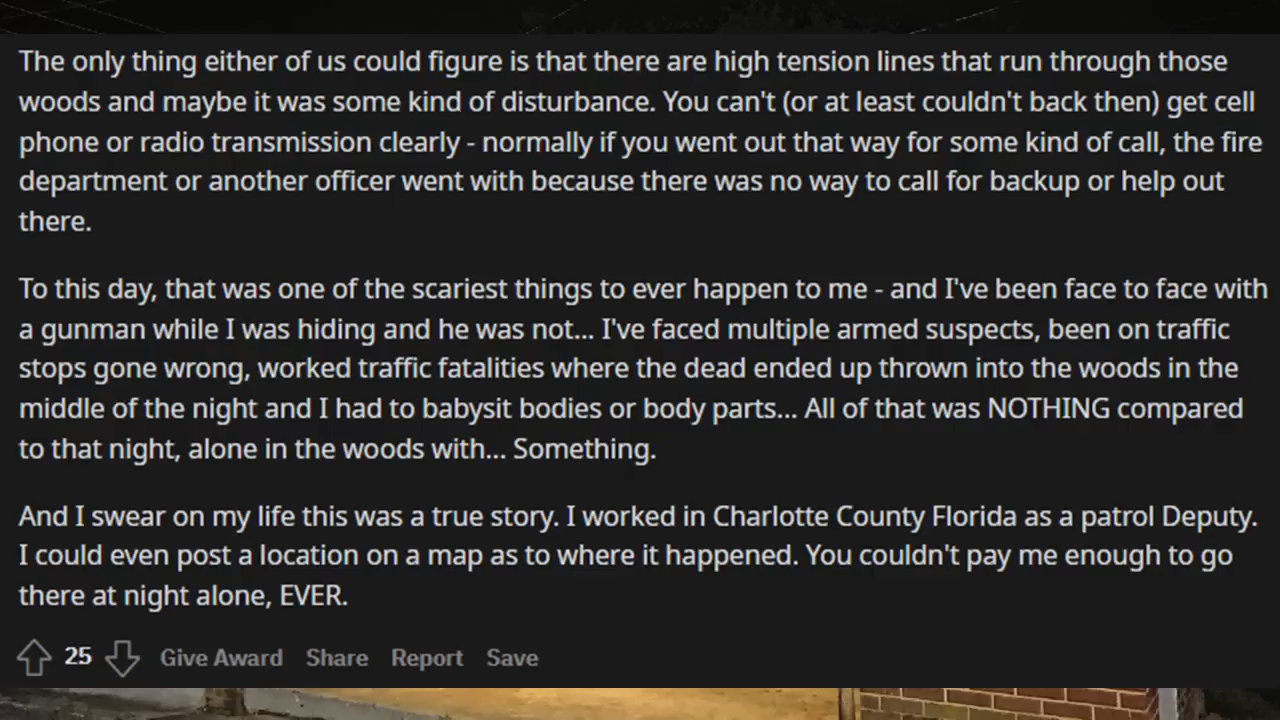 The only thing either of us could figure is that there are high tension lines that run through those
woods and maybe it was some kind of disturbance. You can't (or at least couldn't back then) get cell
phone or radio transmission clearly - normally if you went out that way for some kind of call, the fire
department or another officer went with because there was no way to call for backup or help out
there.
To this day, that was one of the scariest things to ever happen to me - and I've been face to face with
a gunman while I was hiding and he was not... I've faced multiple armed suspects, been on traffic
stops gone wrong, worked traffic fatalities where the dead ended up thrown into the woods in the
middle of the night and I had to babysit bodies or body parts... All of that was NOTHING compared
to that night, alone in the woods with... Something.
And I swear on my life this was a true story. I worked in Charlotte County Florida as a patrol Deputy.
I could even post a location on a map as to where it happened. You couldn't pay me enough to go
there at night alone, EVER.
25 Give Award Share Report Save